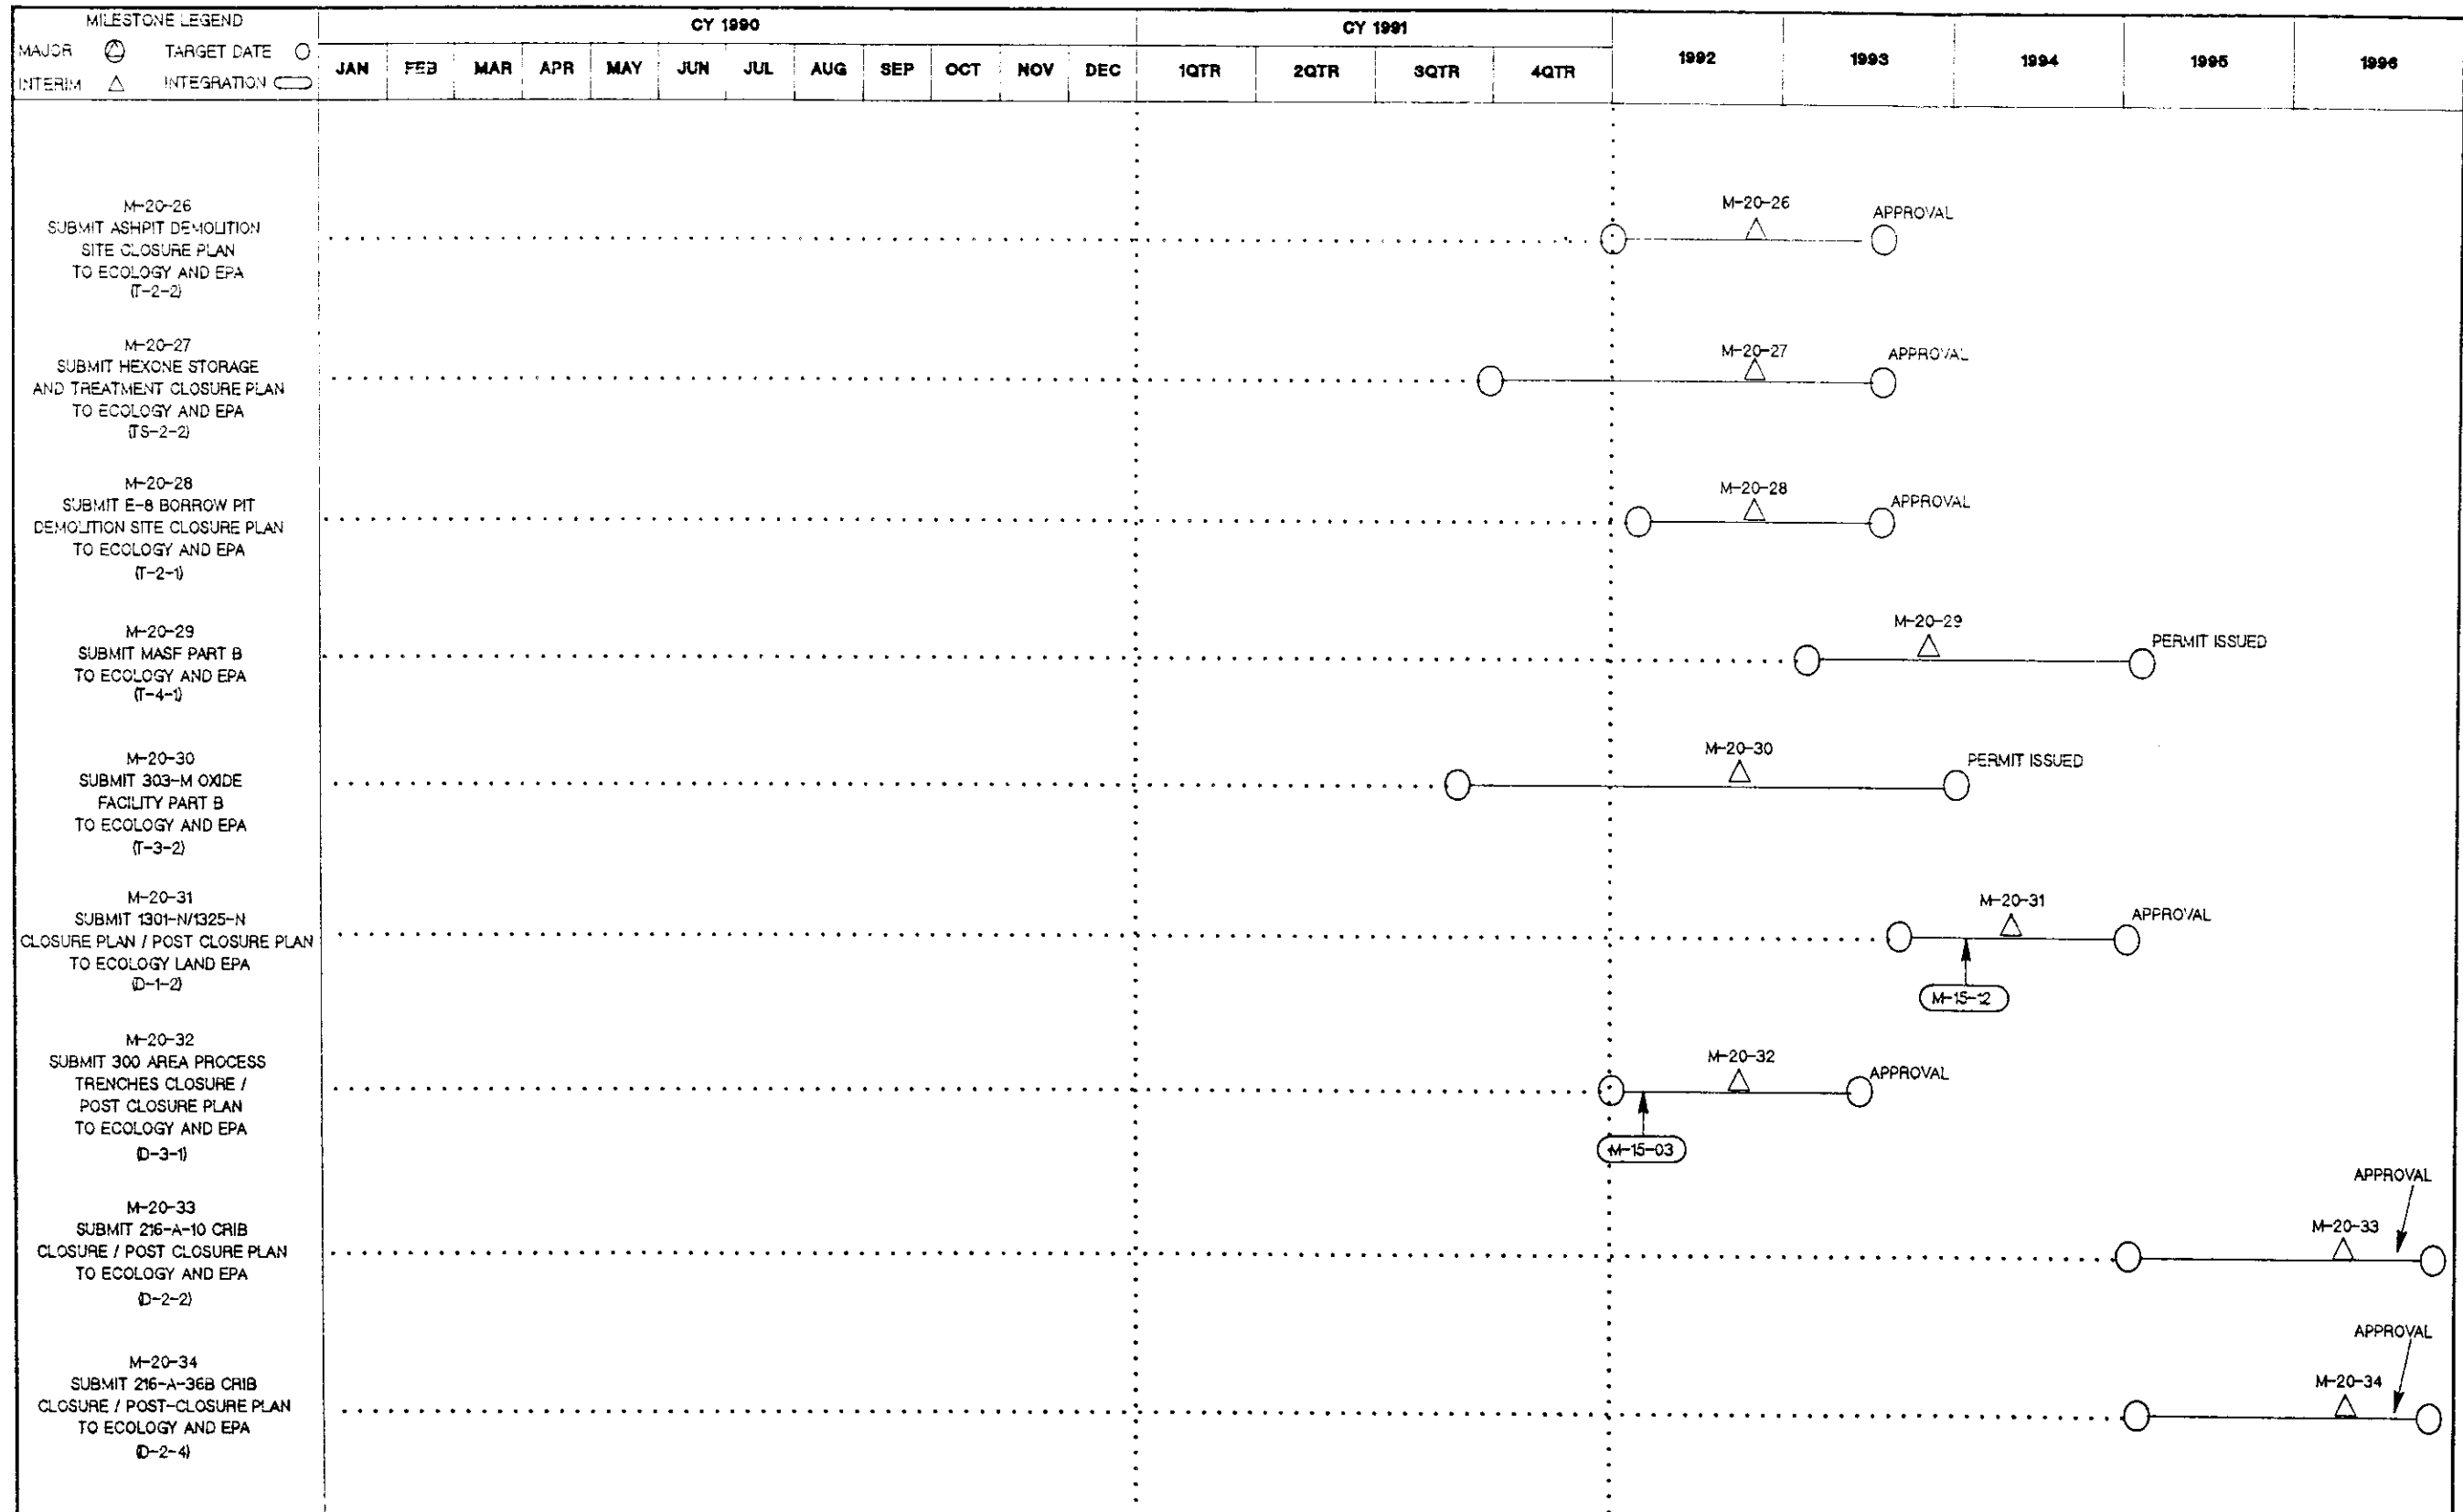 MILESTONE LEGEND
MAJOR TARGET DATE
INTERIM INTEGRATION
CY 1990
CY 1991
1992
1993
1994
1995
1996
JAN FEB MAR APR MAY JUN JUL AUG SEP OCT NOV DEC 1QTR 2QTR 3QTR 4QTR
M-20-26
SUBMIT ASHPIT DEMOLITION
SITE CLOSURE PLAN
TO ECOLOGY AND EPA
(T-2-2)
M-20-26
APPROVAL
M-20-27
SUBMIT HEXONE STORAGE
AND TREATMENT CLOSURE PLAN
TO ECOLOGY AND EPA
(TS-2-2)
M-20-27
APPROVAL
M-20-28
SUBMIT E-8 BORROW PIT
DEMOLITION SITE CLOSURE PLAN
TO ECOLOGY AND EPA
(T-2-1)
M-20-28
APPROVAL
M-20-29
SUBMIT MASF PART B
TO ECOLOGY AND EPA
(T-4-1)
M-20-29
PERMIT ISSUED
M-20-30
SUBMIT 303-M OXIDE
FACILITY PART B
TO ECOLOGY AND EPA
(T-3-2)
M-20-30
PERMIT ISSUED
M-20-31
SUBMIT 1301-N/1325-N
CLOSURE PLAN / POST CLOSURE PLAN
TO ECOLOGY LAND EPA
(D-1-2)
M-20-31
APPROVAL
M-15-12
M-20-32
SUBMIT 300 AREA PROCESS
TRENCHES CLOSURE /
POST CLOSURE PLAN
TO ECOLOGY AND EPA
(D-3-1)
M-20-32
APPROVAL
M-15-03
M-20-33
SUBMIT 216-A-10 CRIB
CLOSURE / POST CLOSURE PLAN
TO ECOLOGY AND EPA
(D-2-2)
APPROVAL
M-20-33
M-20-34
SUBMIT 216-A-36B CRIB
CLOSURE / POST-CLOSURE PLAN
TO ECOLOGY AND EPA
(D-2-4)
APPROVAL
M-20-34